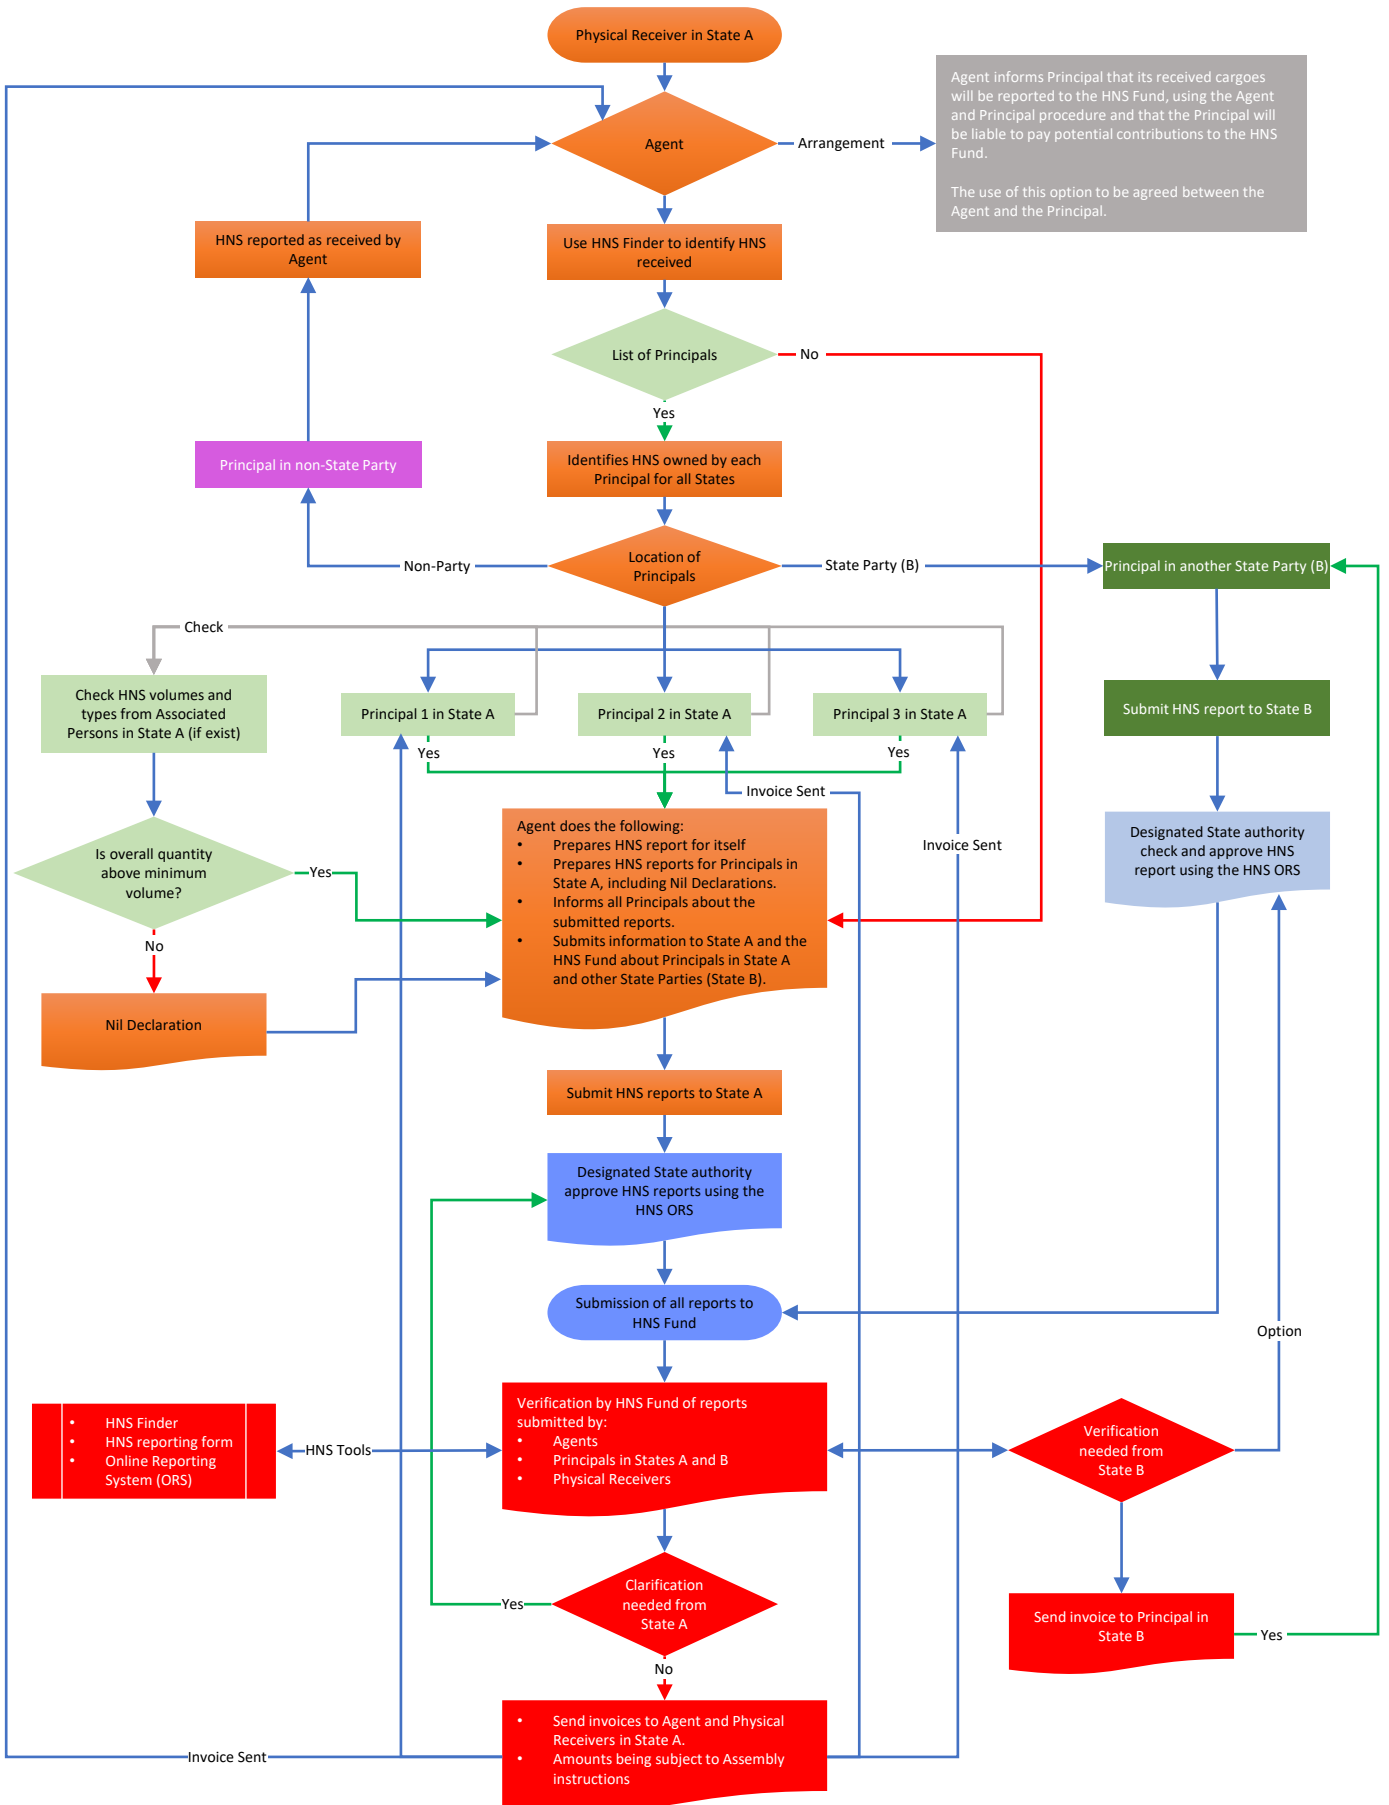 Physical Receiver in State A
Agent informs Principal that its received cargoes
will be reported to the HNS Fund, using the Agent
and Principal procedure and that the Principal will
be liable to pay potential contributions to the HNS
Fund.
The use of this option to be agreed between the
Agent and the Principal.
Agent
Arrangement
HNS reported as received by
Agent
Use HNS Finder to identify HNS
received
List of Principals
No
Yes
Principal in non-State Party
Identifies HNS owned by each
Principal for all States
Non-Party
Location of
Principals
State Party (B)
Principal in another State Party (B)
Check
Check HNS volumes and
types from Associated
Persons in State A (if exist)
Principal 1 in State A
Principal 2 in State A
Principal 3 in State A
Submit HNS report to State B
Yes
Yes
Yes
Invoice Sent
Invoice Sent
Is overall quantity
above minimum
volume?
Yes
No
Agent does the following:
• Prepares HNS report for itself
• Prepares HNS reports for Principals in
State A, including Nil Declarations.
• Informs all Principals about the
submitted reports.
• Submits information to State A and the
HNS Fund about Principals in State A
and other State Parties (State B).
Designated State authority
check and approve HNS
report using the HNS ORS
Nil Declaration
Submit HNS reports to State A
Designated State authority
approve HNS reports using the
HNS ORS
Submission of all reports to
HNS Fund
Option
• HNS Finder
• HNS reporting form
• Online Reporting
System (ORS)
HNS Tools
Verification by HNS Fund of reports
submitted by:
• Agents
• Principals in States A and B
• Physical Receivers
Verification
needed from
State B
Yes
Clarification
needed from
State A
No
Send invoice to Principal in
State B
Yes
• Send invoices to Agent and Physical
Receivers in State A.
• Amounts being subject to Assembly
instructions
Invoice Sent